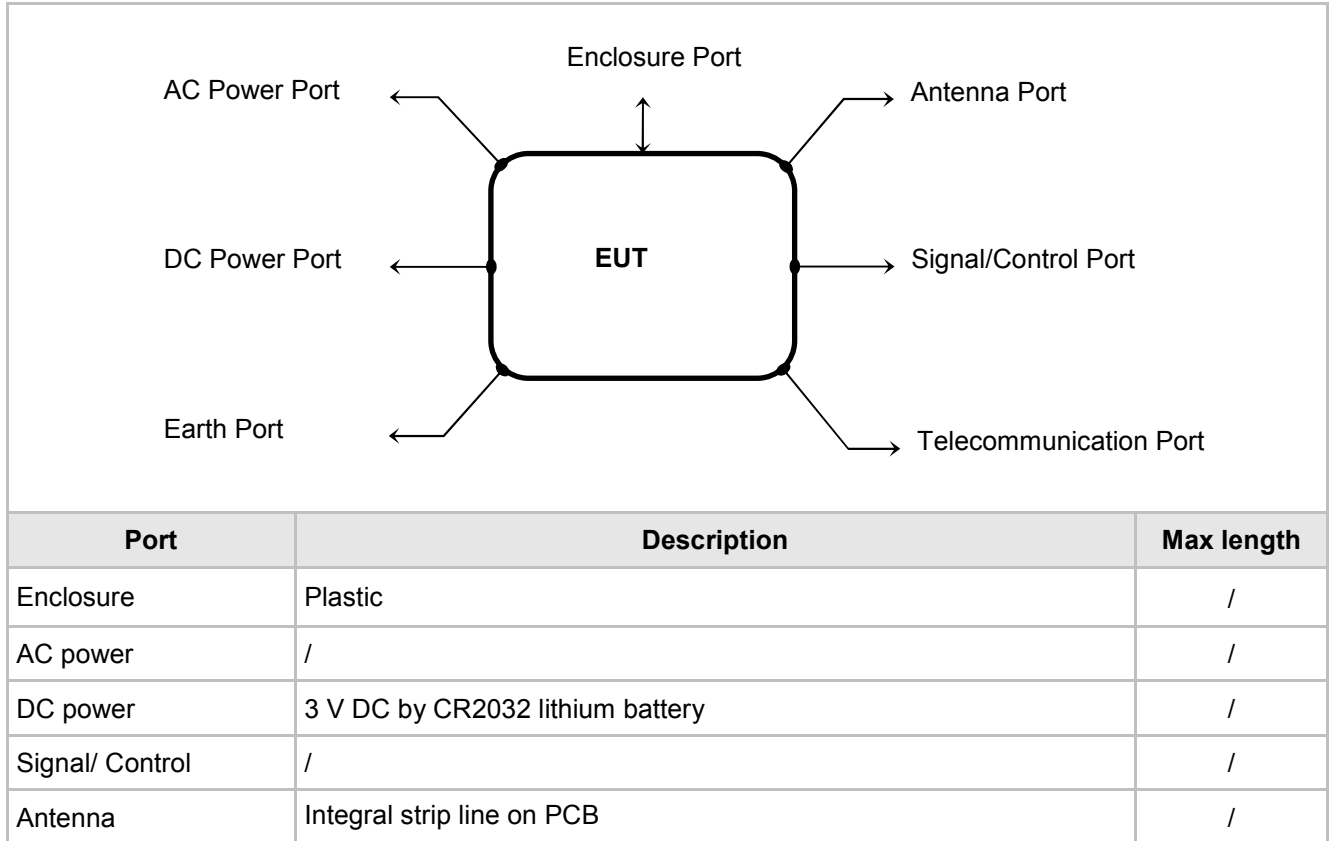 Enclosure Port
AC Power Port
Antenna Port
DC Power Port
EUT
Signal/Control Port
Earth Port
Telecommunication Port
Port Description Max length
Enclosure Plastic /
AC power / /
DC power 3 V DC by CR2032 lithium battery /
Signal/ Control / /
Antenna Integral strip line on PCB /